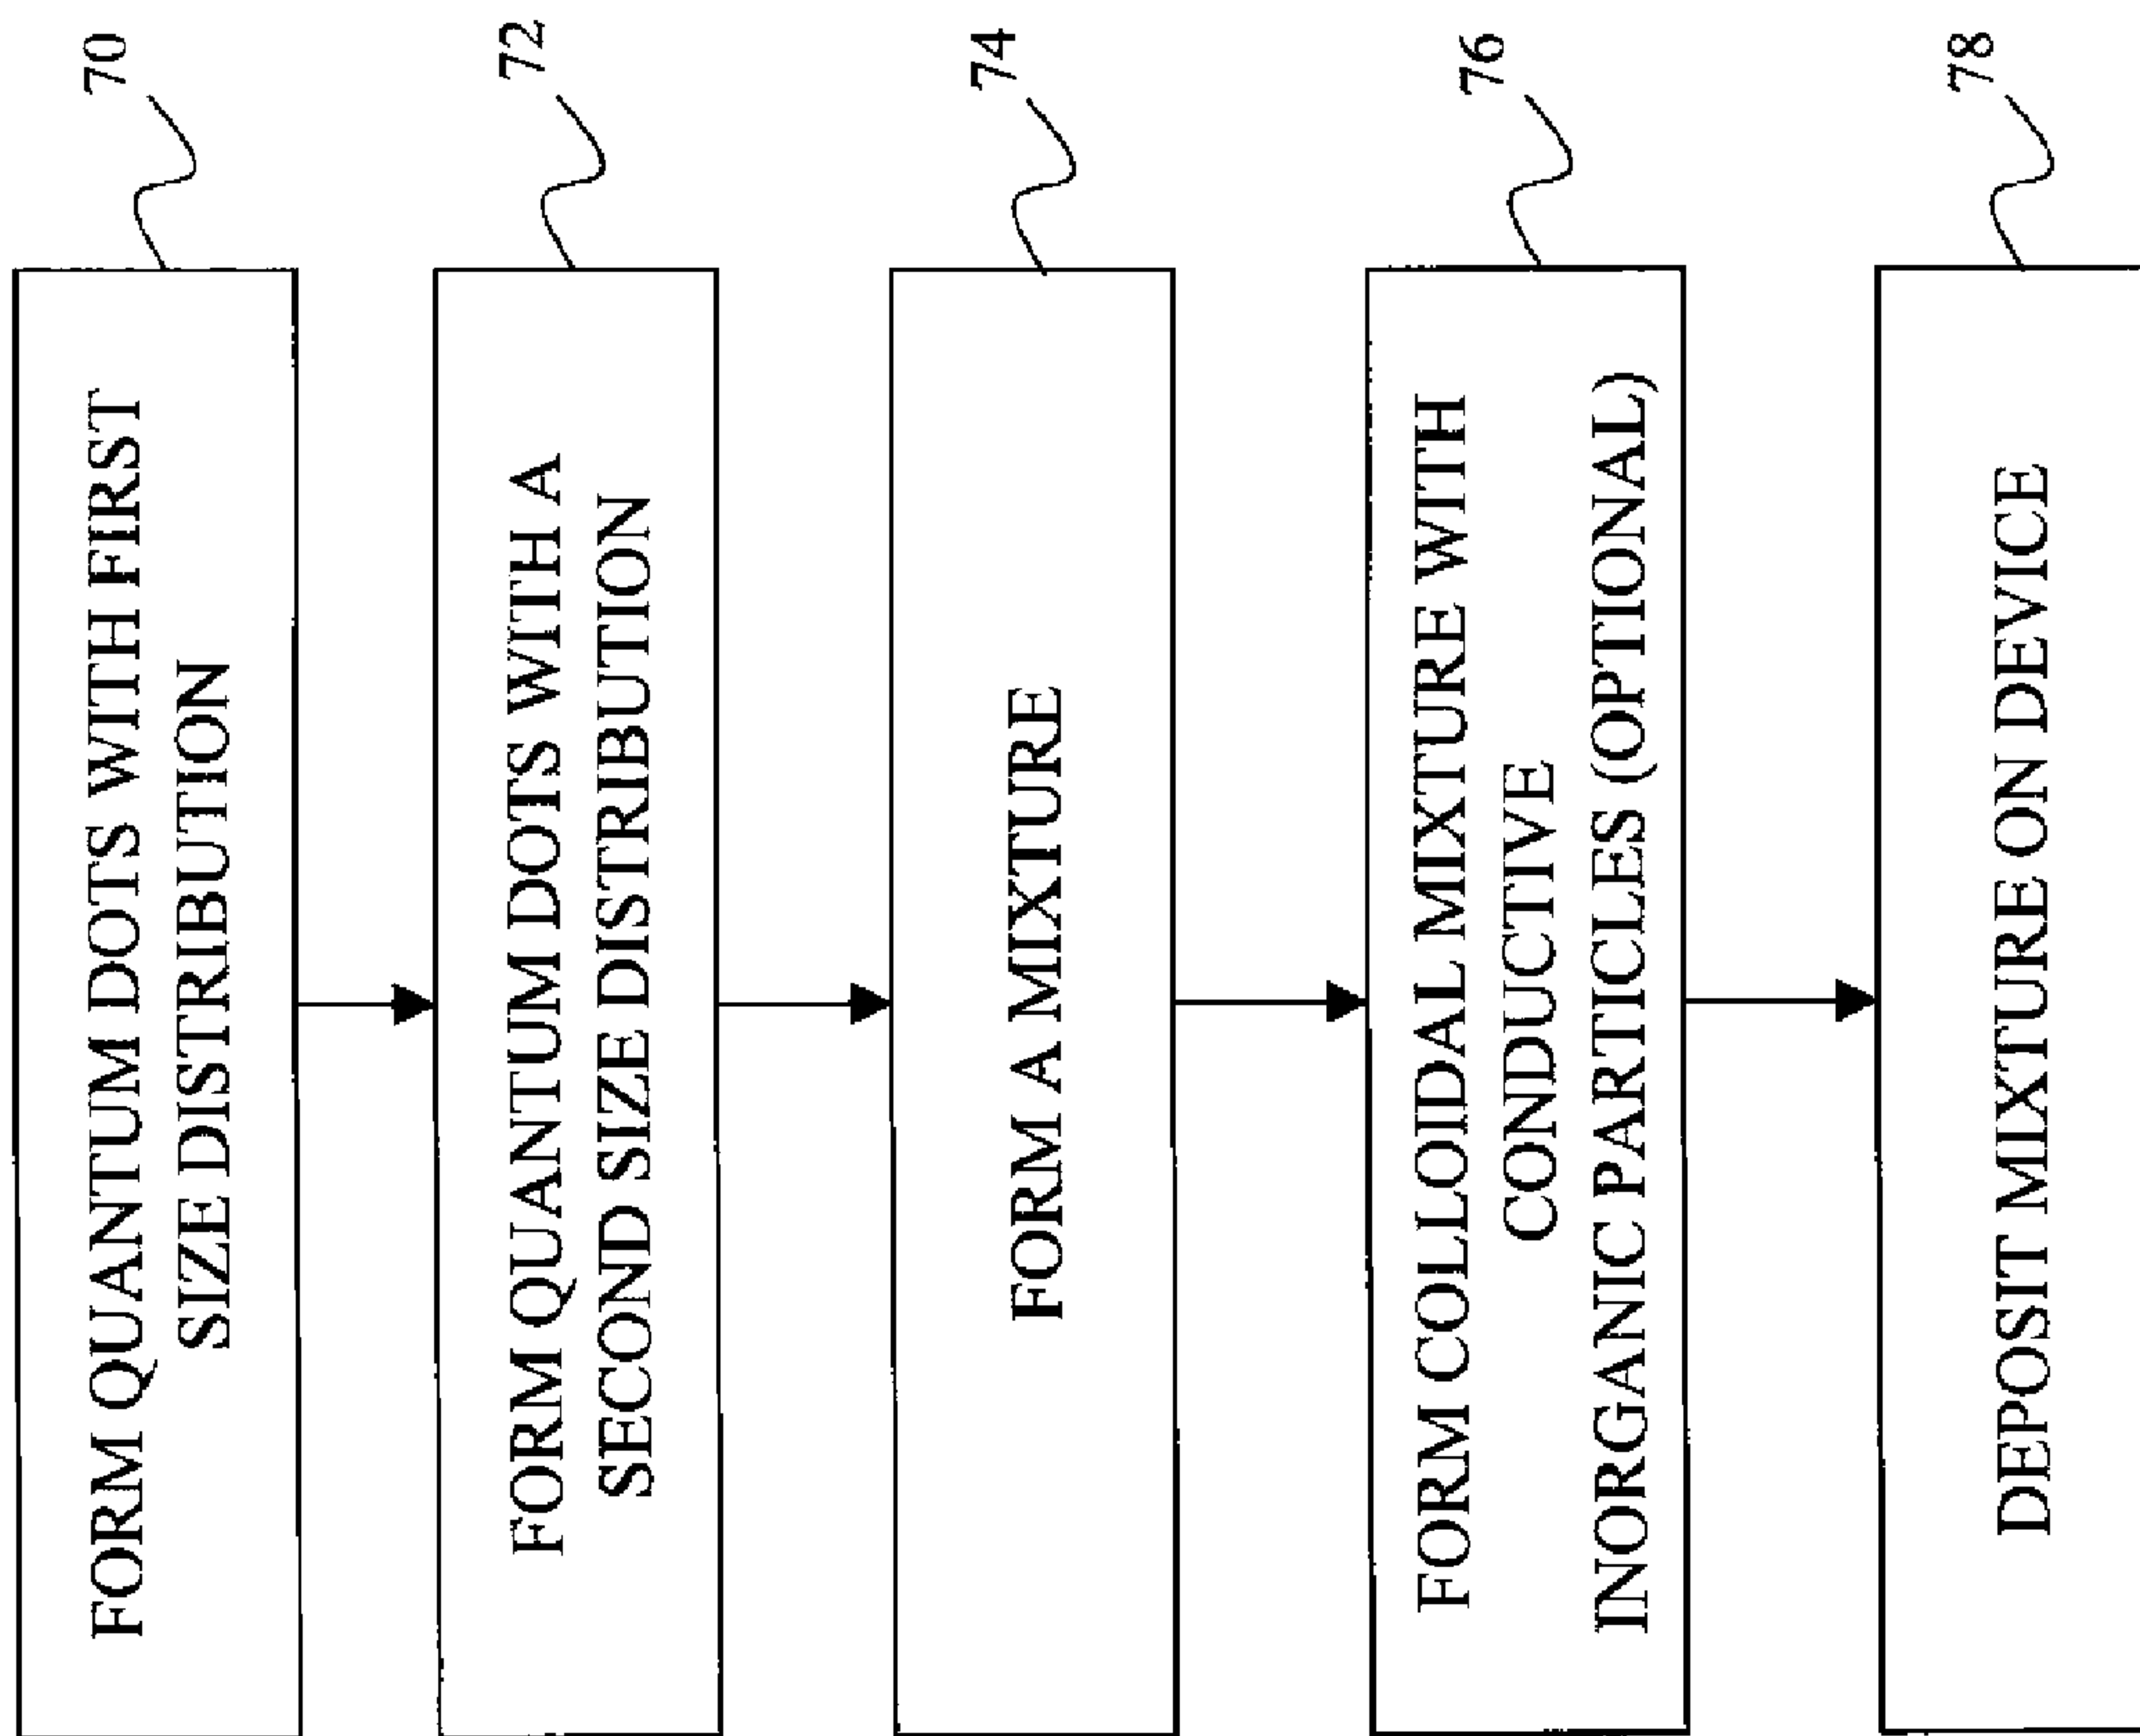 FORM QUANTUM DOTS WITH FIRST
SIZE DISTRIBUTION
70
FORM QUANTUM DOTS WITH A
SECOND SIZE DISTRIBUTION
72
FORM A MIXTURE
74
FORM COLLOIDAL MIXTURE WITH
CONDUCTIVE
INORGANIC PARTICLES (OPTIONAL)
76
DEPOSIT MIXTURE ON DEVICE
78